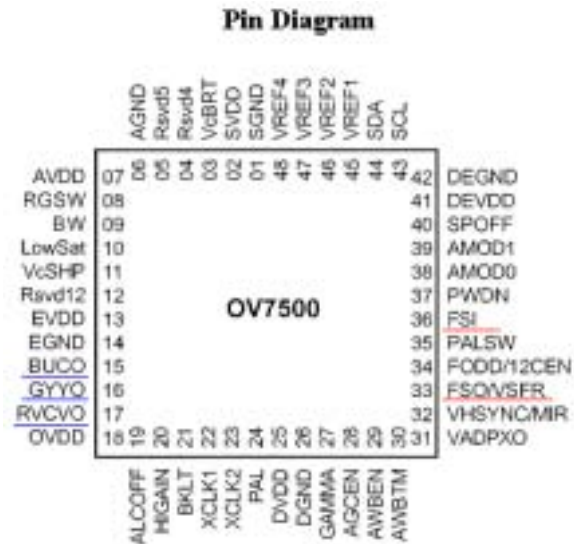 Pin Diagram
AGND
Rsvd5
Rsvd4
VcBRT
SVDD
SGND
VREF4
VREF3
VREF2
VREF1
SDA
SCL
06 05 04 03 02 01 48 47 46 45 44 43
AVDD 07
RGSW 08
BW 09
LowSat 10
VcSHP 11
Rsvd12 12
EVDD 13
EGND 14
BUCO 15
GYYO 16
RVCVO 17
OVDD 18
OV7500
42 DEGND
41 DEVDD
40 SPOFF
39 AMOD1
38 AMOD0
37 PWDN
36 FSI
35 PALSW
34 FODD/12CEN
33 FSO/VSFR
32 VHSYNC/MIR
31 VADPXO
19 20 21 22 23 24 25 26 27 28 29 30
ALCOFF
HIGAIN
BKLT
XCLK1
XCLK2
PAL
DVDD
DGND
GAMMA
AGCEN
AWBEN
AWBTM